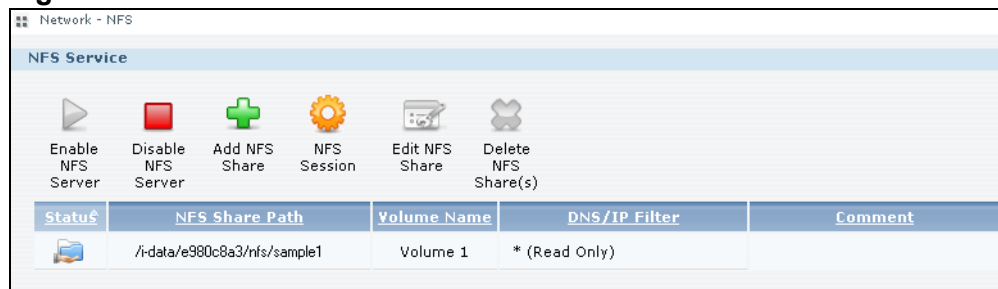 Network - NFS
NFS Service
Enable NFS Server
Disable NFS Server
Add NFS Share
NFS Session
Edit NFS Share
Delete NFS Share(s)
Status NFS Share Path Volume Name DNS/IP Filter Comment
/i-data/e980c8a3/nfs/sample1 Volume 1 * (Read Only)